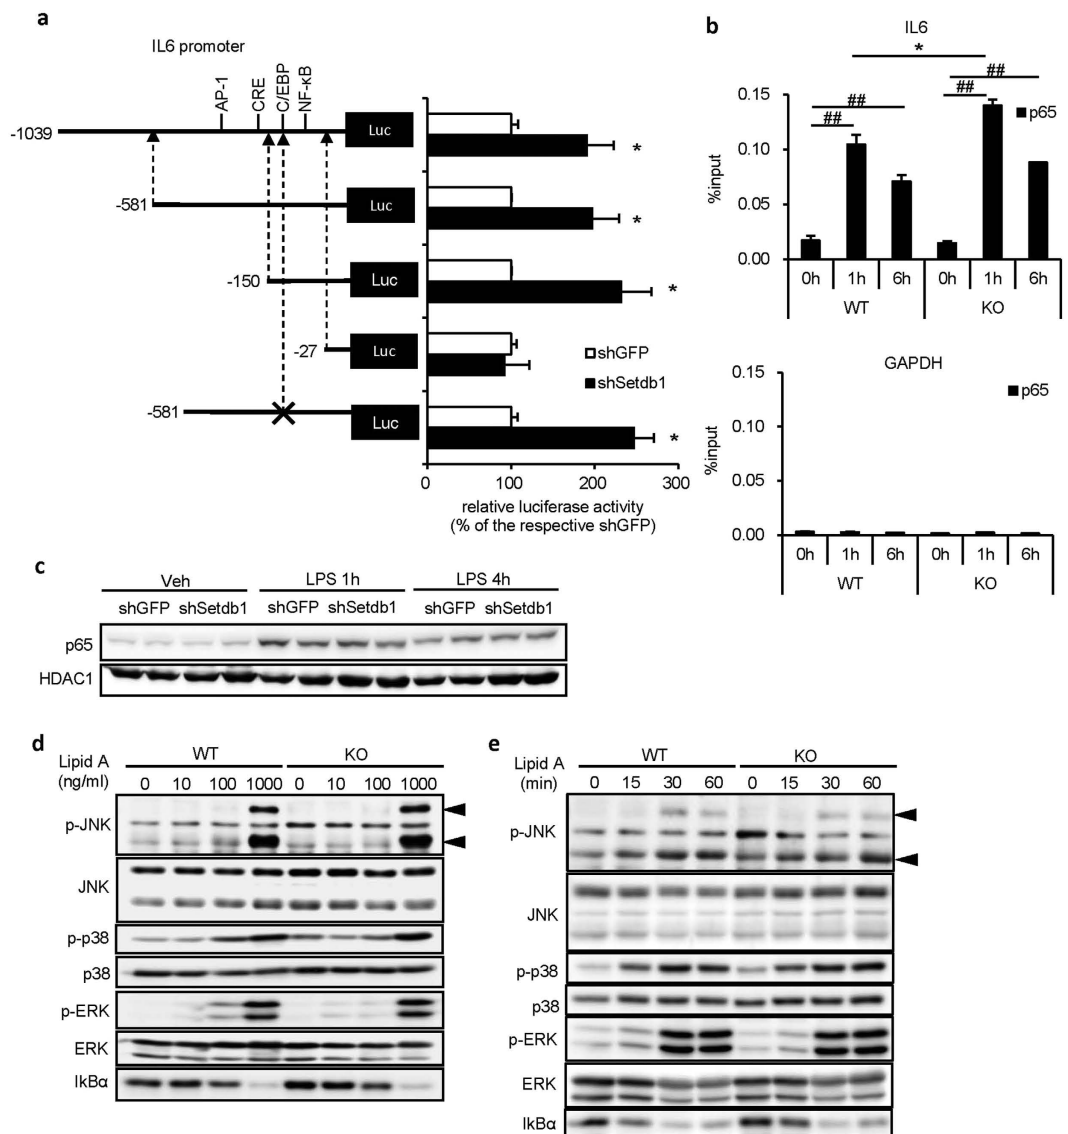 a
IL6 promoter
AP-1
CRE
C/EBP
NF-κB
-1039
Luc
*
-581
Luc
*
-150
Luc
*
-27
Luc
shGFP
shSetdb1
-581
Luc
*
0 100 200 300
relative luciferase activity
(% of the respective shGFP)
b
IL6
*
##
##
##
##
p65
%input
0.15
0.10
0.05
0.00
0h 1h 6h 0h 1h 6h
WT KO
GAPDH
p65
%input
0.15
0.10
0.05
0.00
0h 1h 6h 0h 1h 6h
WT KO
c
Veh LPS 1h LPS 4h
shGFP shSetdb1 shGFP shSetdb1 shGFP shSetdb1
p65
HDAC1
d
Lipid A WT KO
(ng/ml) 0 10 100 1000 0 10 100 1000
p-JNK
JNK
p-p38
p38
p-ERK
ERK
IkBα
e
Lipid A WT KO
(min) 0 15 30 60 0 15 30 60
p-JNK
JNK
p-p38
p38
p-ERK
ERK
IkBα